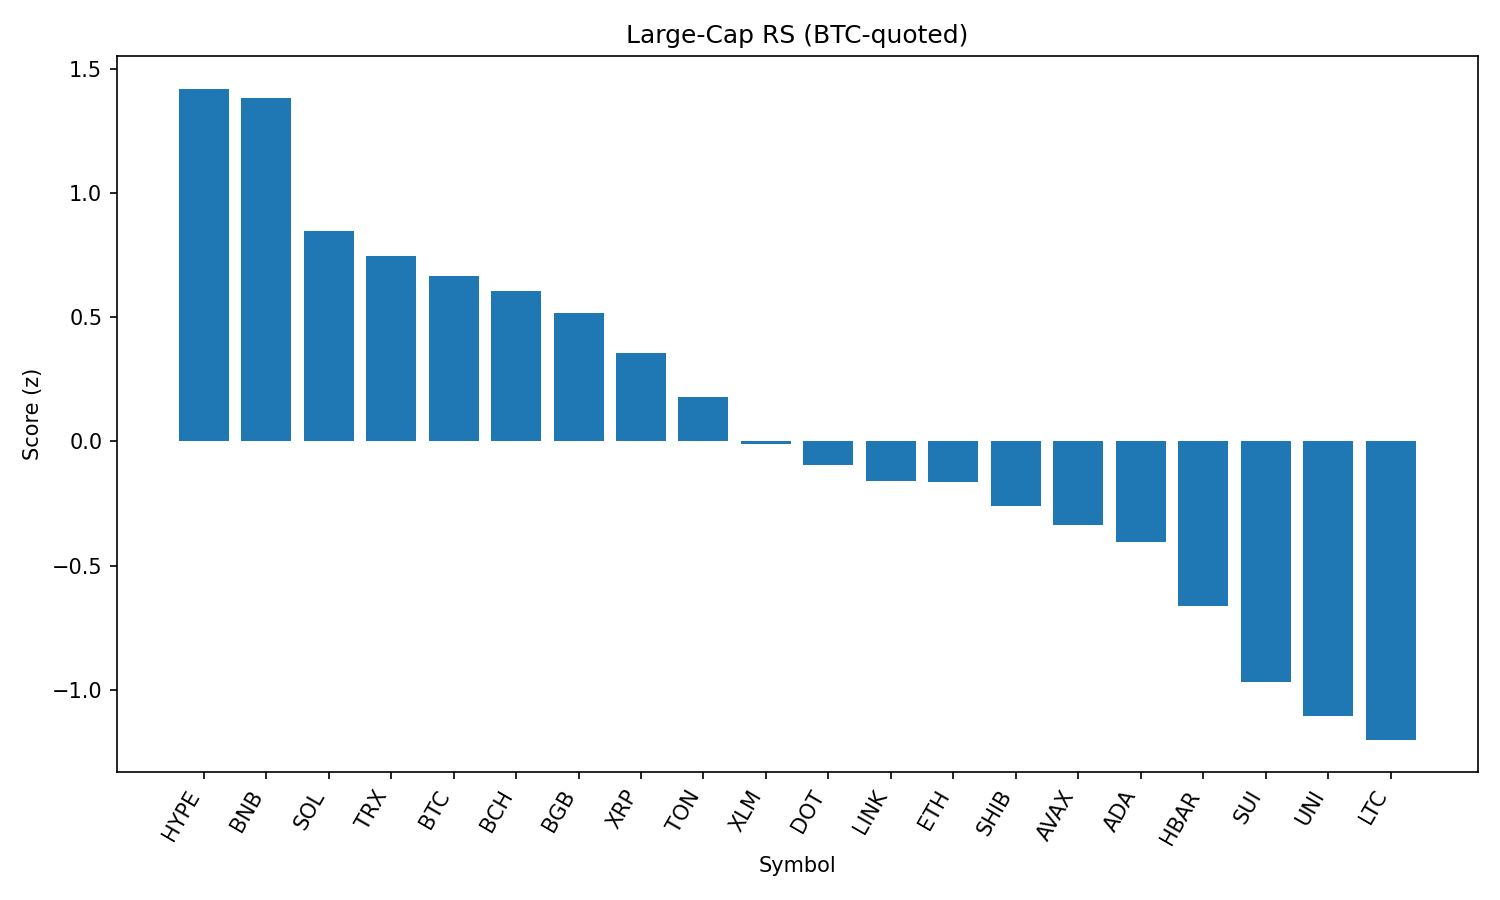 Large-Cap RS (BTC-quoted)
1.5
1.0
0.5
0.0
−0.5
−1.0
Score (z)
HYPE
BNB
SOL
TRX
BTC
BCH
BGB
XRP
TON
XLM
DOT
LINK
ETH
SHIB
AVAX
ADA
HBAR
SUI
UNI
LTC
Symbol